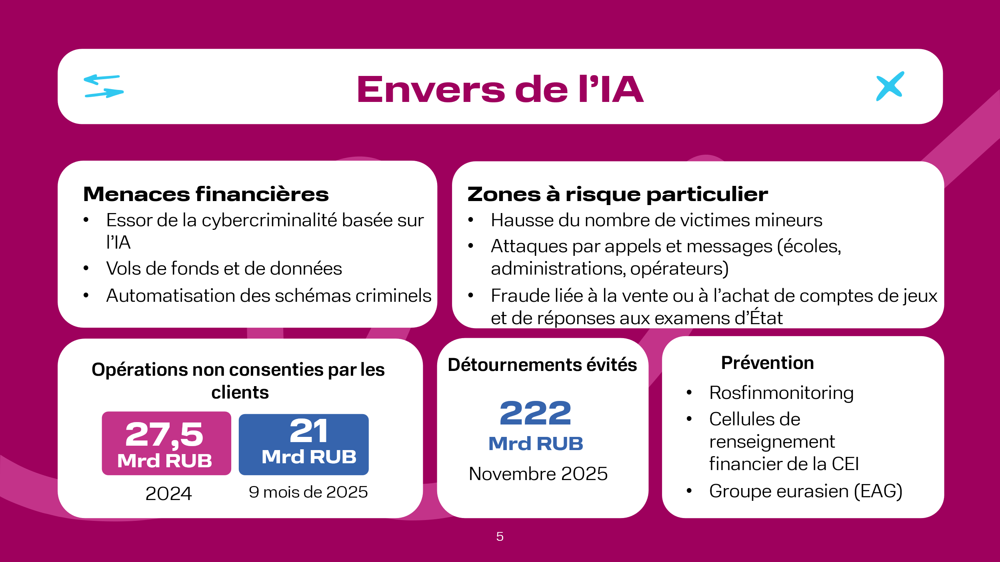 Envers de l’IA
Menaces financières
• Essor de la cybercriminalité basée sur
l’IA
• Vols de fonds et de données
• Automatisation des schémas criminels
Zones à risque particulier
• Hausse du nombre de victimes mineurs
• Attaques par appels et messages (écoles,
administrations, opérateurs)
• Fraude liée à la vente ou à l’achat de comptes de jeux
et de réponses aux examens d’État
Opérations non consenties par les
clients
27,5
Mrd RUB
2024
21
Mrd RUB
9 mois de 2025
Détournements évités
222
Mrd RUB
Novembre 2025
Prévention
• Rosfinmonitoring
• Cellules de
renseignement
financier de la CEI
• Groupe eurasien (EAG)
5